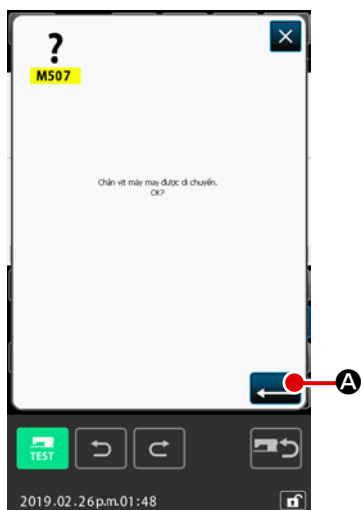 ?
M507
Chân vịt máy may được di chuyển.
OK?
A
TEST
2019.02.26p.m.01:48